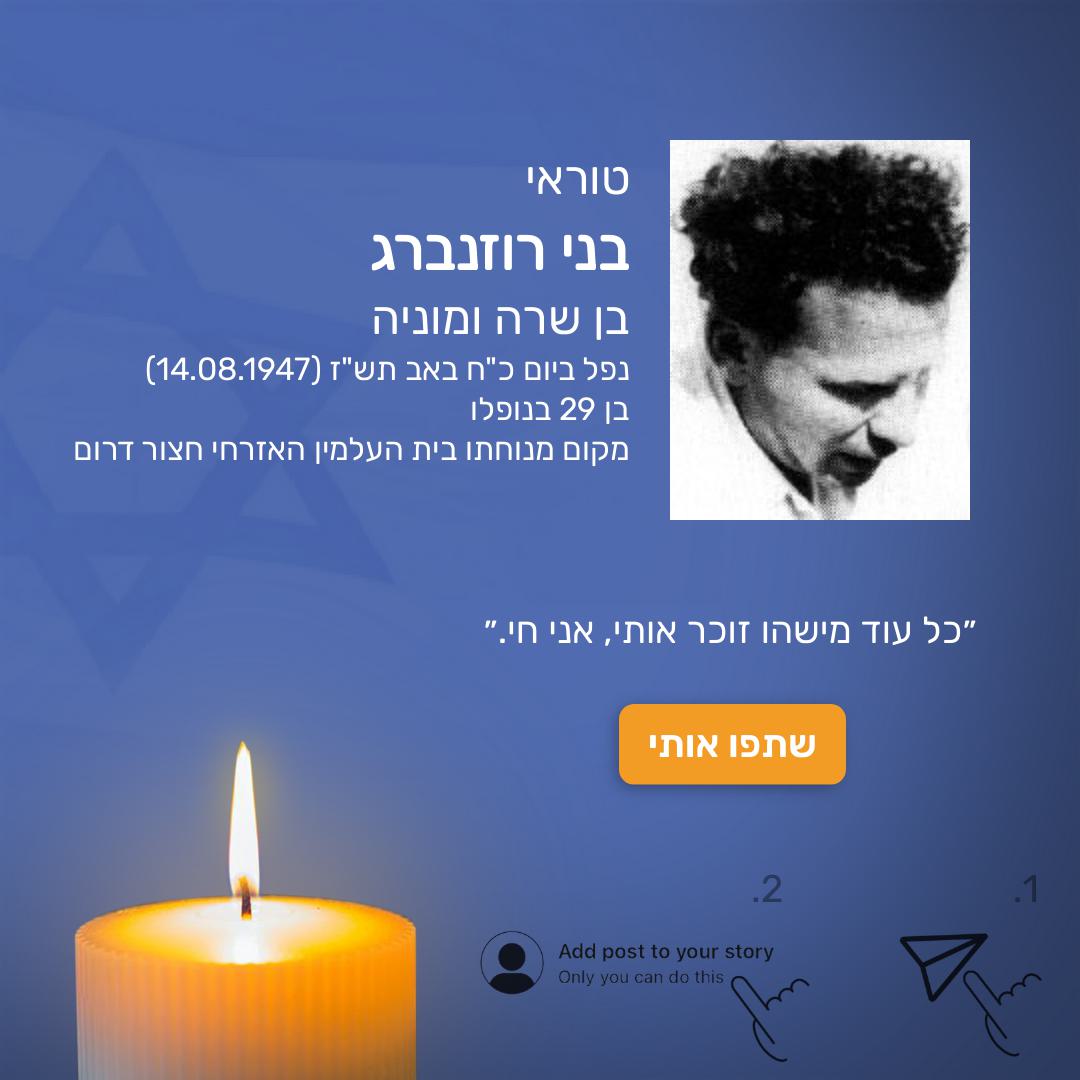 טוראי
בני רוזנברג
בן שרה ומוניה
נפל ביום כ"ח באב תש"ז (14.08.1947)
בן 29 בנופלו
מקום מנוחתו בית העלמין האזרחי חצור דרום
״כל עוד מישהו זוכר אותי, אני חי.״
שתפו אותי
.1
.2
Add post to your story
Only you can do this